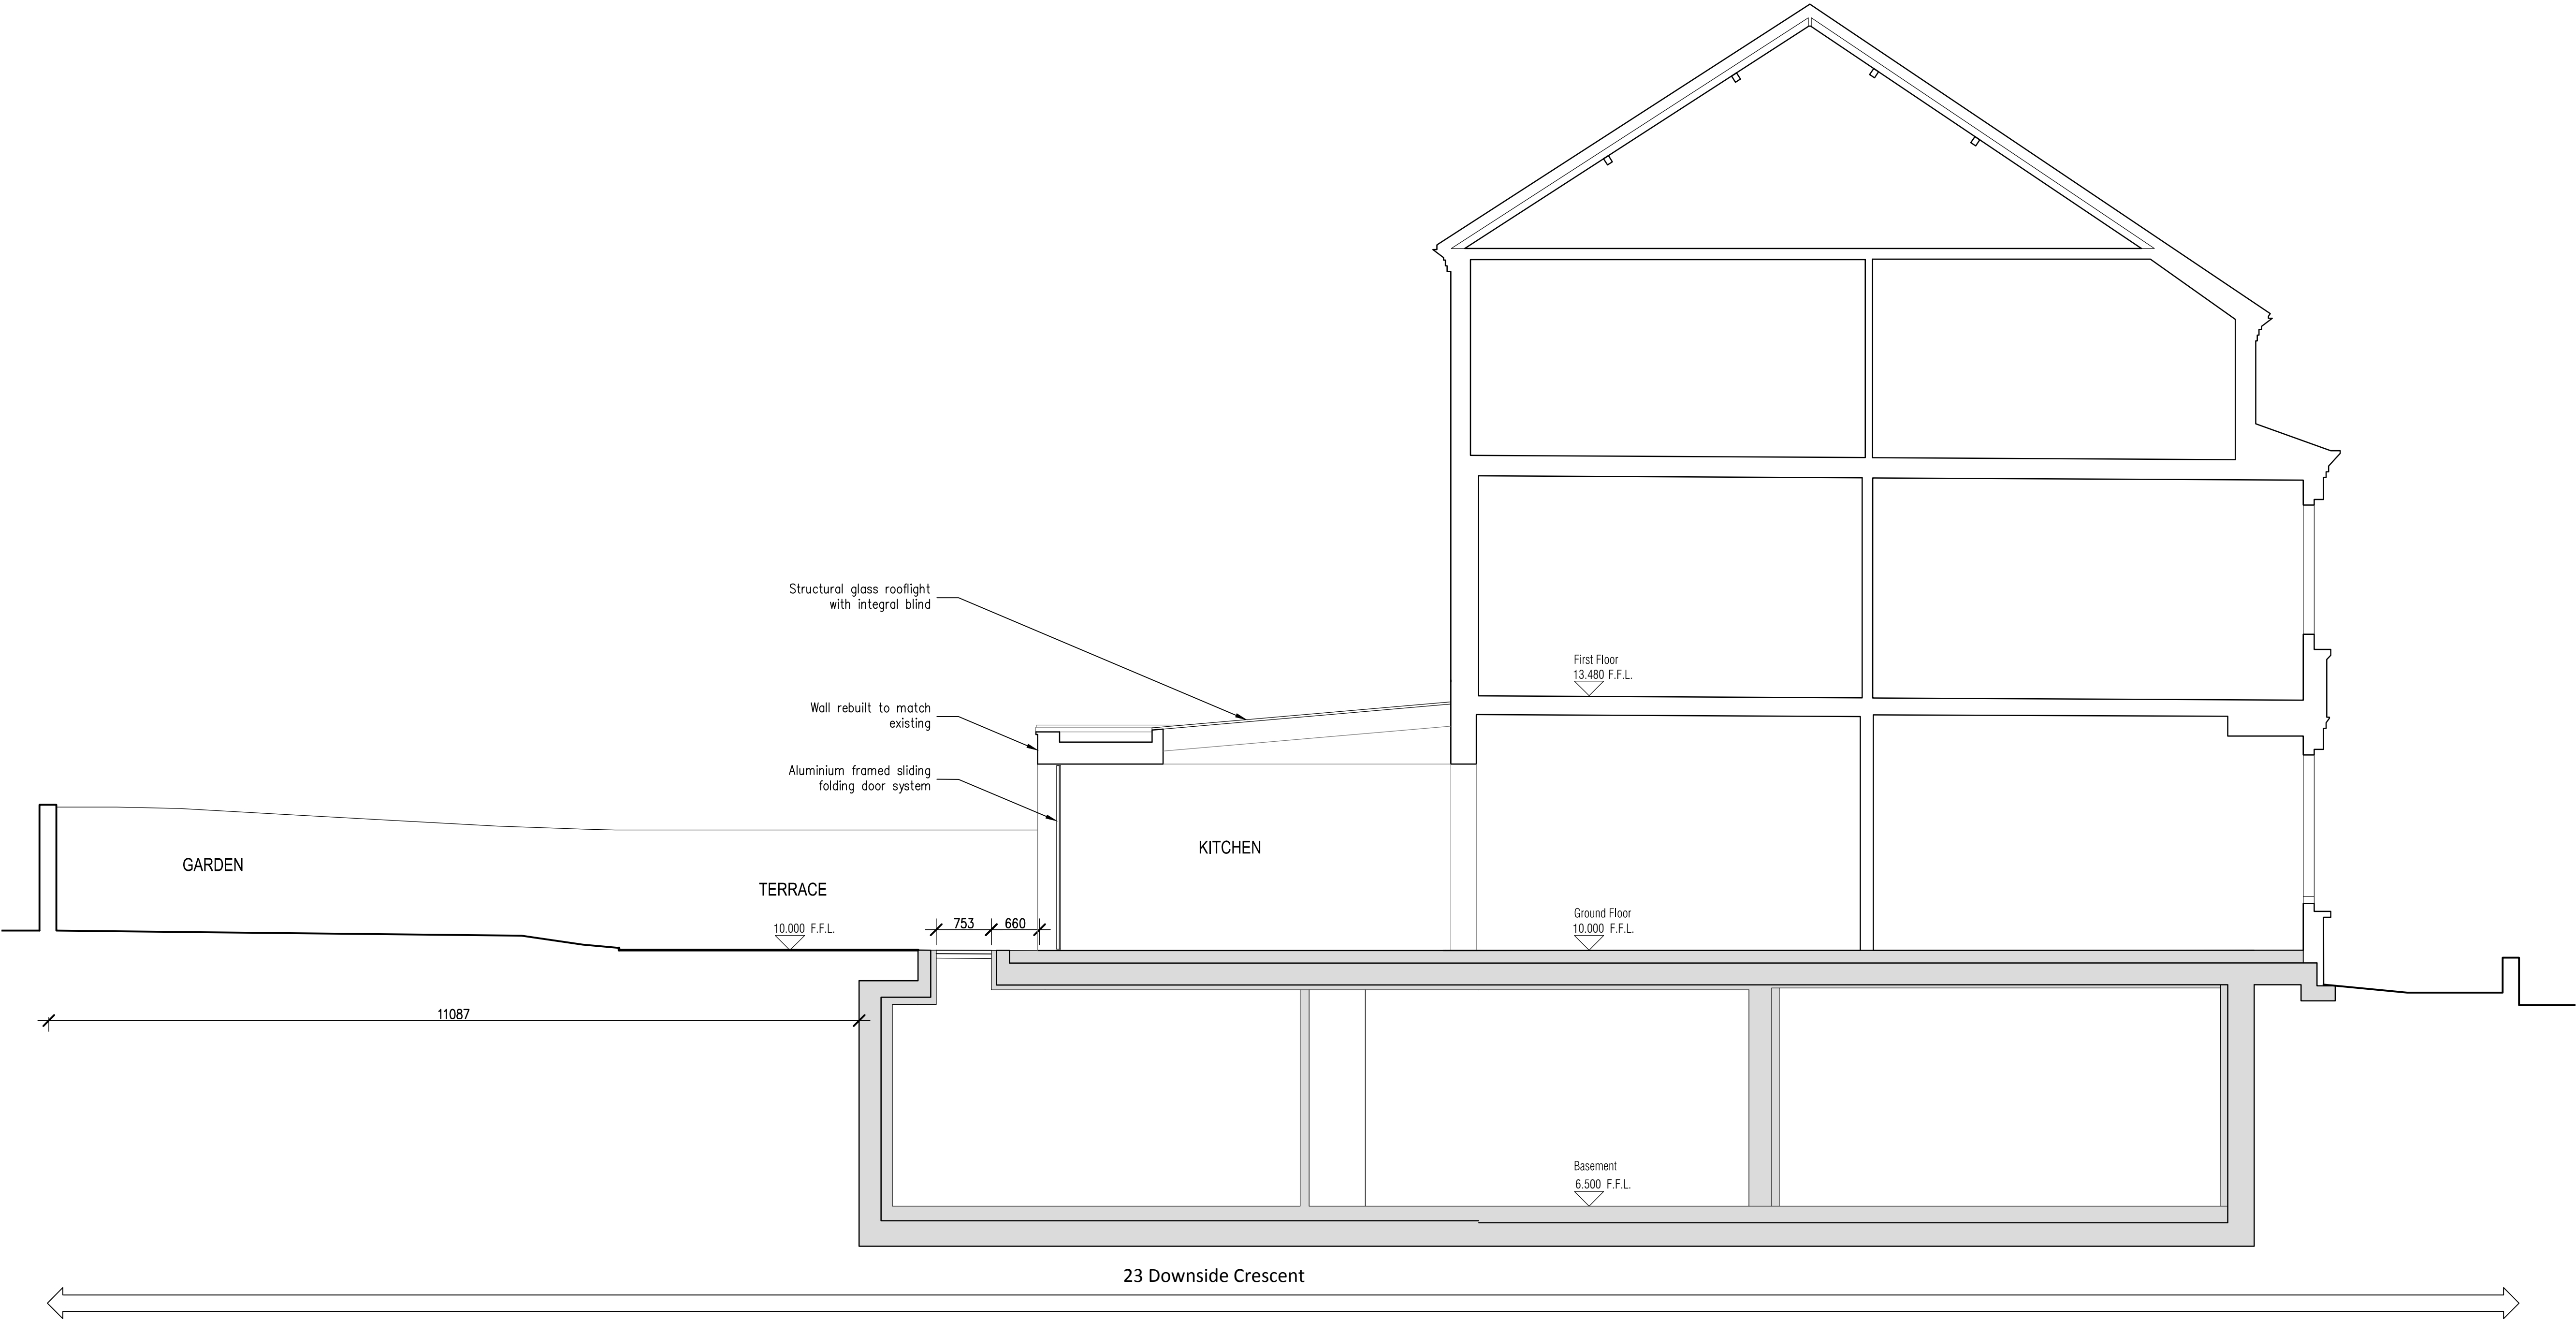 Structural glass rooflight
with integral blind
First Floor
13.480 F.F.L.
Wall rebuilt to match
existing
Aluminium framed sliding
folding door system
KITCHEN
GARDEN
TERRACE
10.000 F.F.L.
753
660
Ground Floor
10.000 F.F.L.
11087
Basement
6.500 F.F.L.
23 Downside Crescent